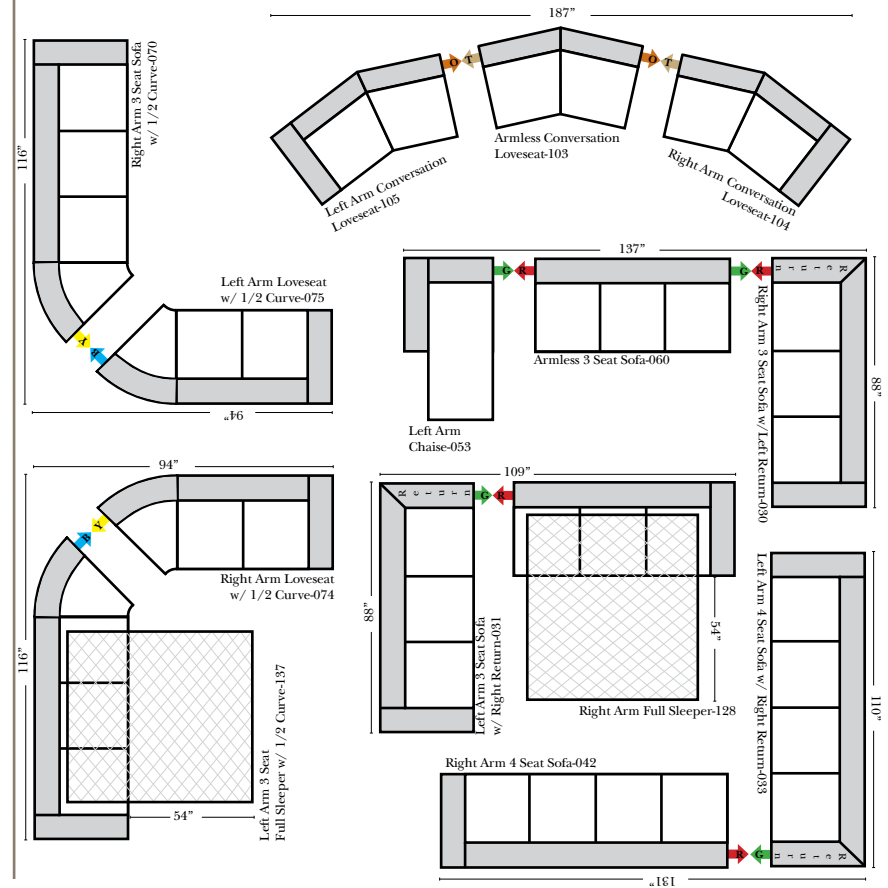 187”
O T
O T
Left Arm Conversation
Loveseat-105
Armless Conversation
Loveseat-103
Right Arm Conversation
Loveseat-104
116”
Right Arm 3 Seat Sofa
w/ 1/2 Curve-070
Left Arm Loveseat
w/ 1/2 Curve-075
Y
B
94”
137”
G R
G R
Return
Armless 3 Seat Sofa-060
Left Arm
Chaise-053
Right Arm 3 Seat Sofa w/Left Return-030
88”
94”
B
Y
116”
Right Arm Loveseat
w/ 1/2 Curve-074
54”
Left Arm 3 Seat
Full Sleeper w/ 1/2 Curve-137
109”
Return
G R
88”
Left Arm 3 Seat Sofa
w/ Right Return-031
54”
Right Arm Full Sleeper-128
Left Arm 4 Seat Sofa w/ Right Return-033
110”
Right Arm 4 Seat Sofa-042
R G
Return
131”